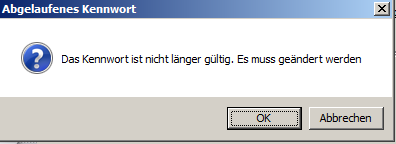 Abgelaufenes Kennwort
Das Kennwort ist nicht länger gültig. Es muss geändert werden
OK
Abbrechen